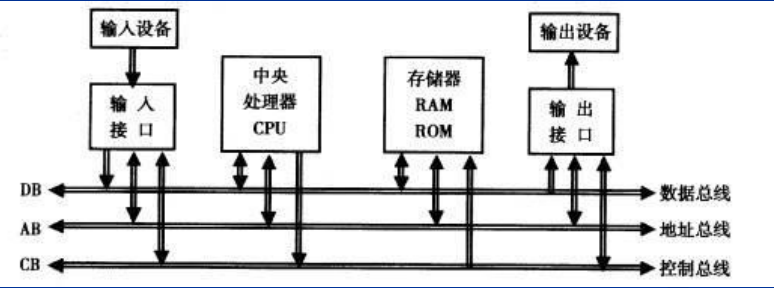 输入设备
输出设备
输 入
接 口
中央
处理器
CPU
存储器
RAM
ROM
输 出
接 口
DB
数据总线
AB
地址总线
CB
控制总线